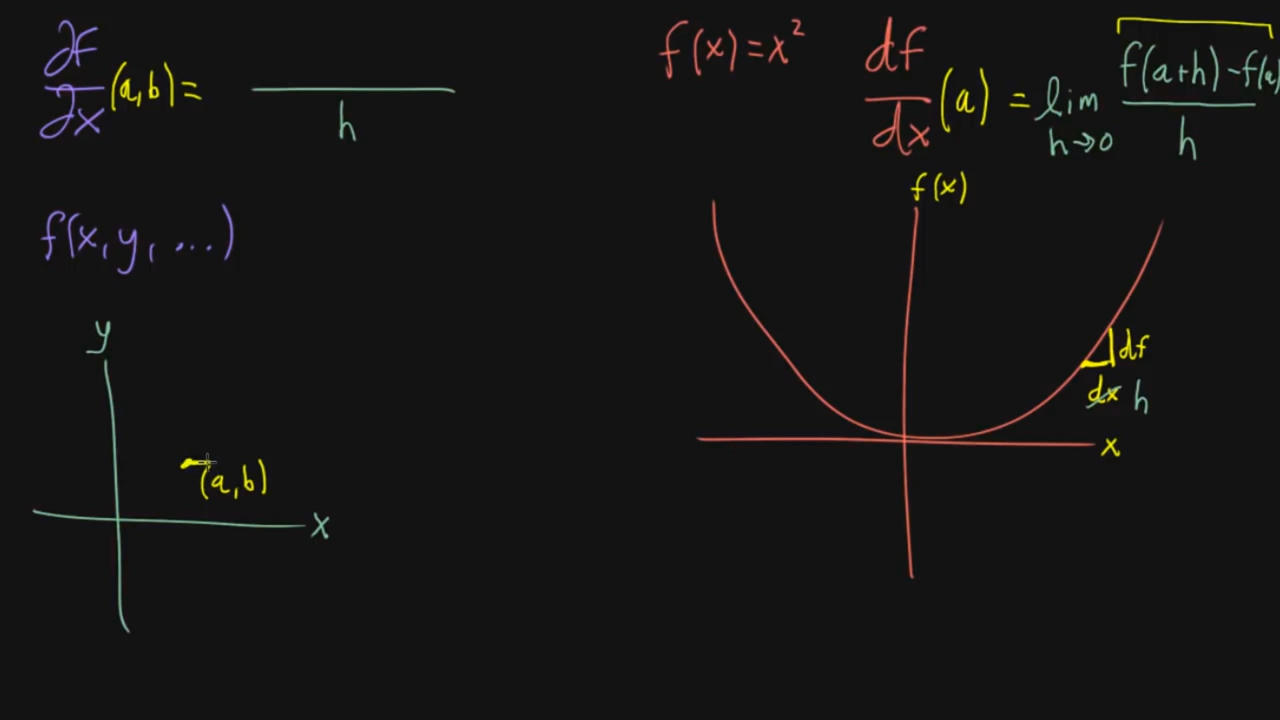 ∂f/∂x (a,b) = ─/h
f(x, y, ...)
y
(a,b)
x
f(x)=x² df/dx (a) = lim h→0 f(a+h)-f(a)/h
f(x)
df
dx h
x